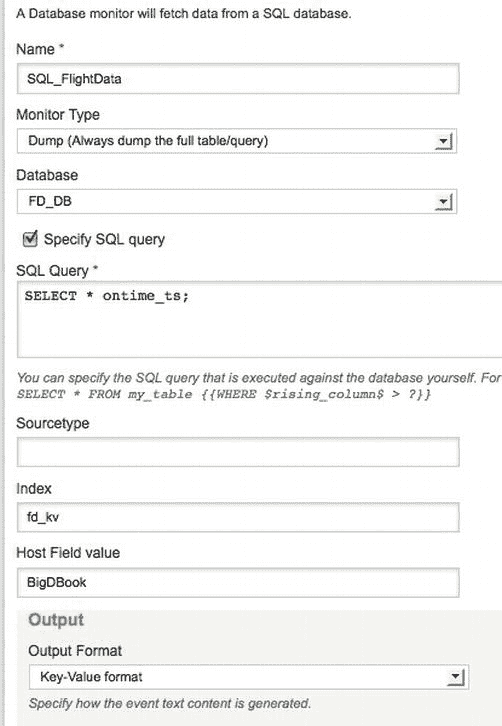 A Database monitor will fetch data from a SQL database.
Name *
SQL_FlightData
Monitor Type
Dump (Always dump the full table/query)
Database
FD_DB
Specify SQL query
SQL Query *
SELECT * ontime_ts;
You can specify the SQL query that is executed against the database yourself. For
SELECT * FROM my_table {{WHERE $rising_column$ > ?}}
Sourcetype
Index
fd_kv
Host Field value
BigDBook
Output
Output Format
Key-Value format
Specify how the event text content is generated.